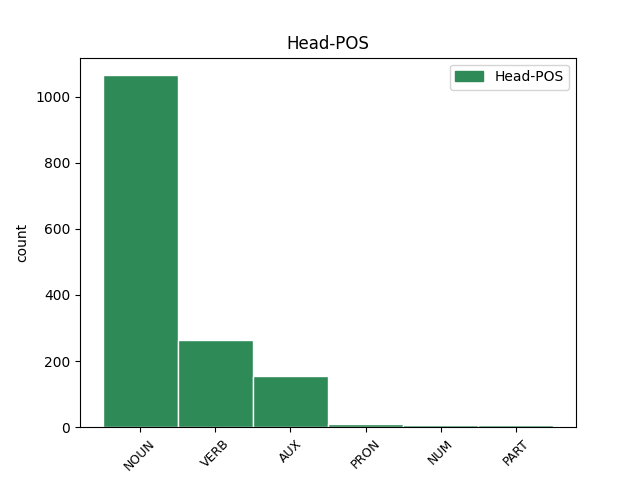 Head-POS
Head-POS
1000
800
600
400
200
0
count
NOUN
VERB
AUX
PRON
NUM
PART